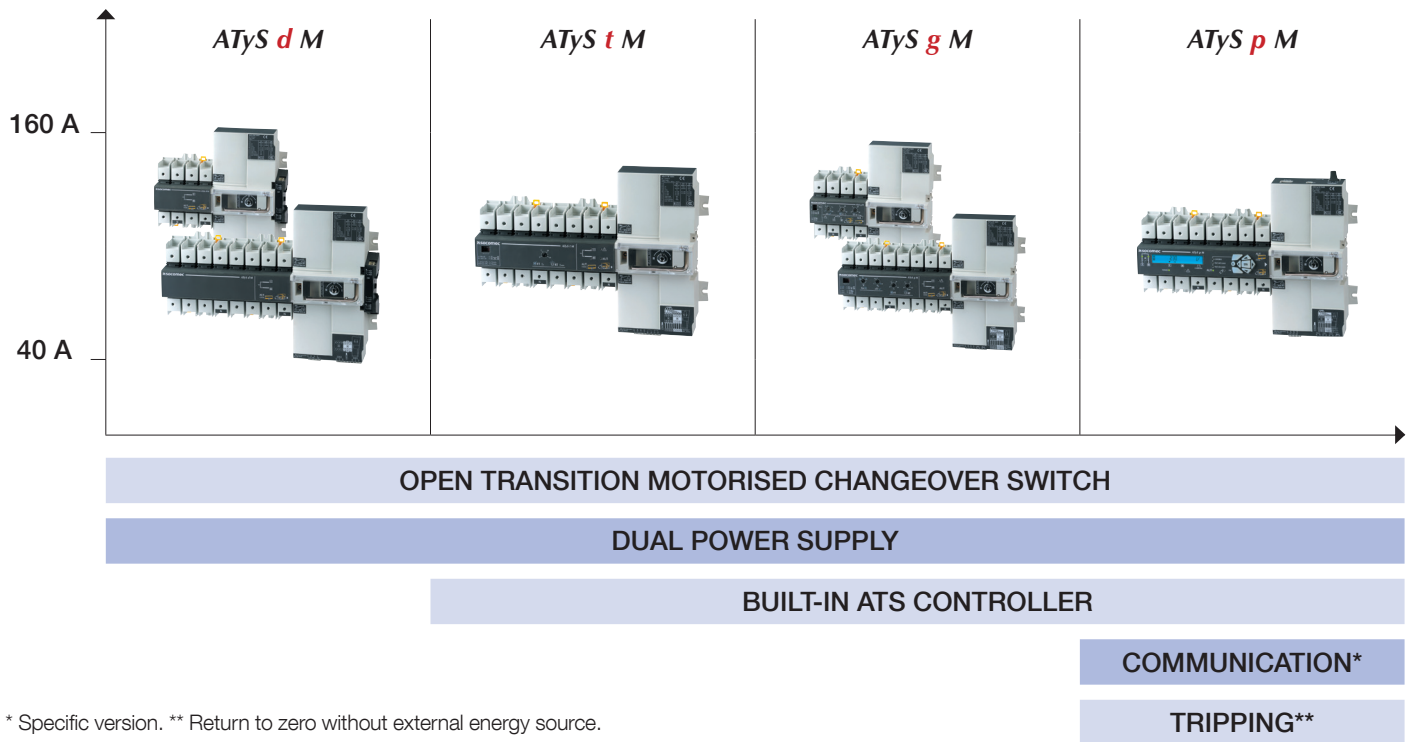 ATyS d M
ATyS t M
ATyS g M
ATyS p M
160 A
40 A
OPEN TRANSITION MOTORISED CHANGEOVER SWITCH
DUAL POWER SUPPLY
BUILT-IN ATS CONTROLLER
COMMUNICATION*
TRIPPING**
* Specific version. ** Return to zero without external energy source.